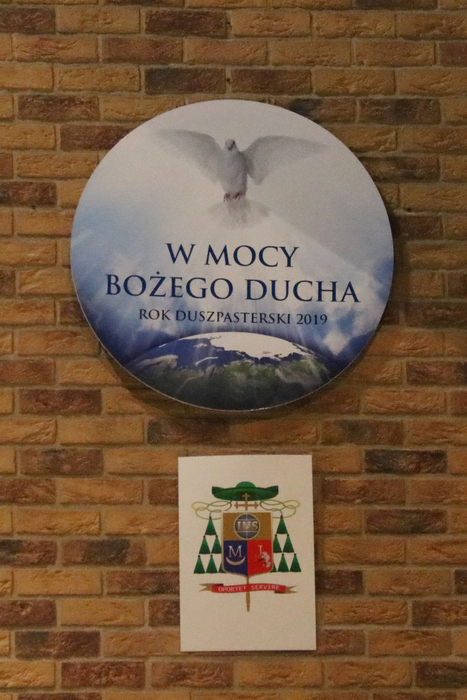 W MOCY
BOŻEGO DUCHA
ROK DUSZPASTERSKI 2019
IHS
M
OPORTET SERVIRE